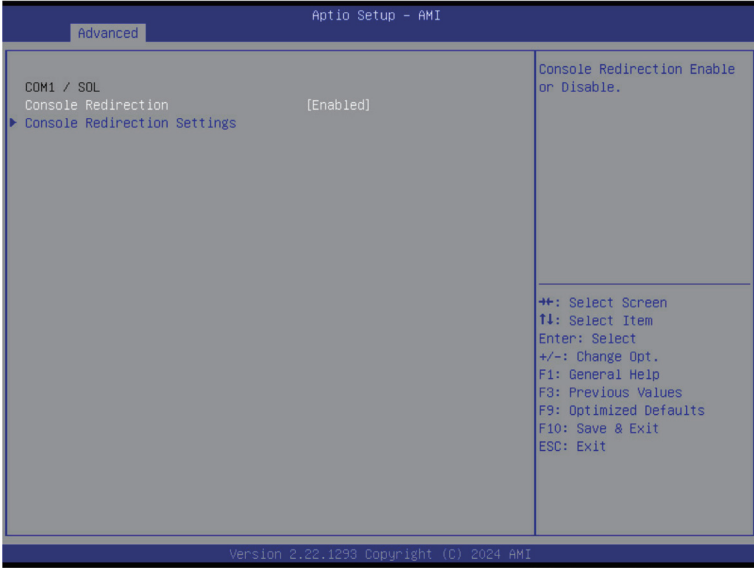 Aptio Setup – AMI
Advanced
COM1 / SOL
Console Redirection [Enabled]
Console Redirection Settings
Console Redirection Enable
or Disable.
→←: Select Screen
↑↓: Select Item
Enter: Select
+/-: Change Opt.
F1: General Help
F3: Previous Values
F9: Optimized Defaults
F10: Save & Exit
ESC: Exit
Version 2.22.1293 Copyright (C) 2024 AMI